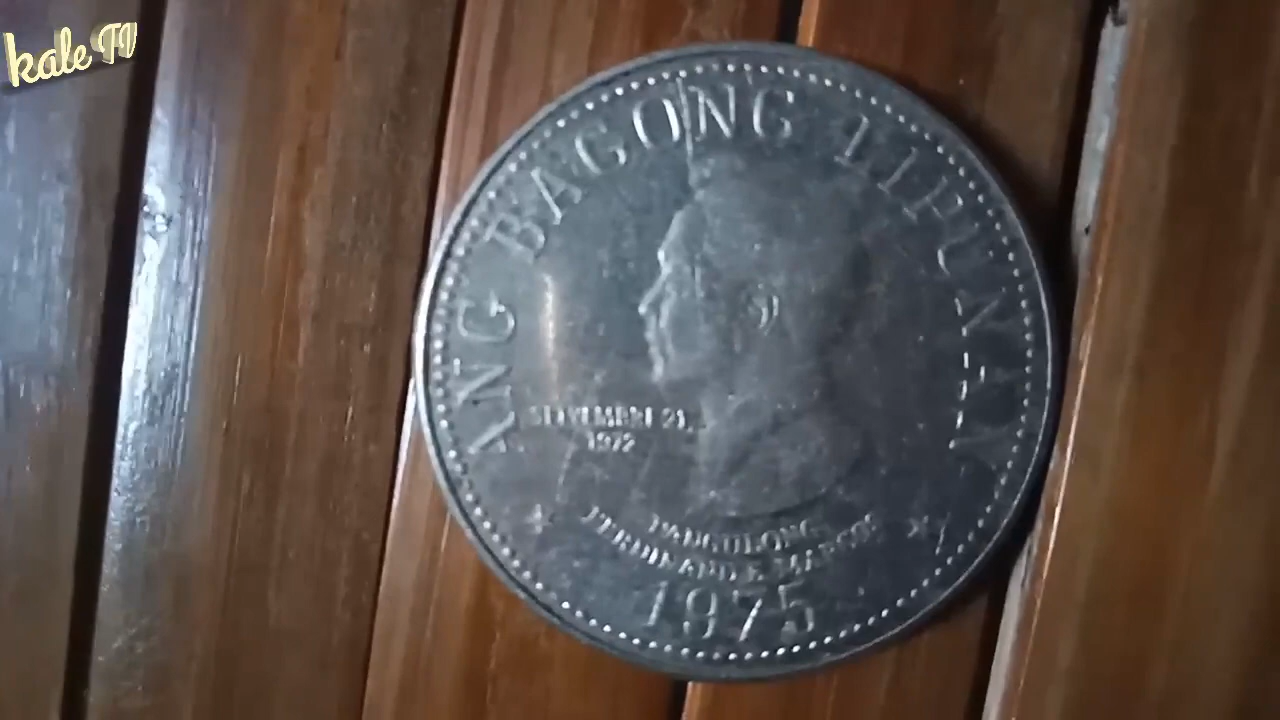 kale TV
ANG BAGONG LIPUNAN
SETYEMBRE 21,
1972
PANGULONG
FERDINAND E. MARCOS
1975